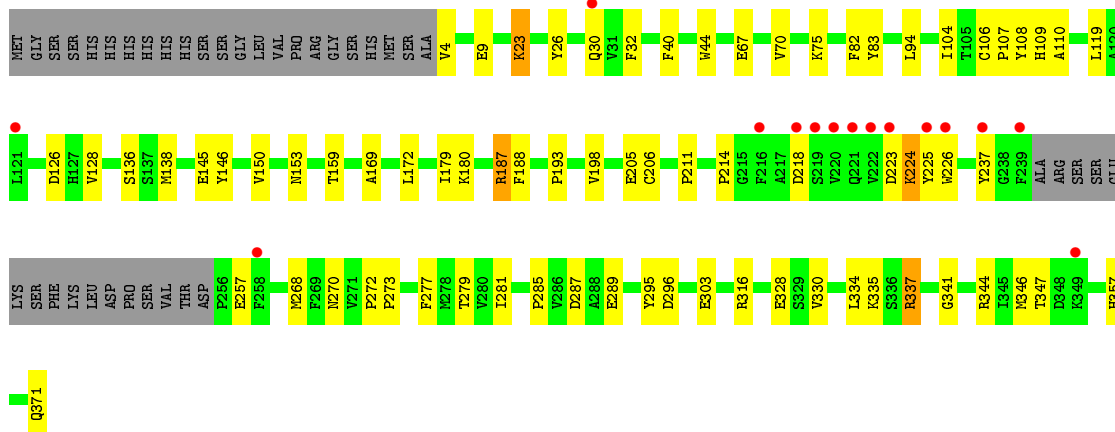 MET GLY SER SER HIS HIS HIS HIS HIS HIS SER SER GLY LEU VAL PRO ARG GLY SER HIS MET SER ALA V4 E9 K23 Y26 Q30 V31 F32 F40 W44 E67 V70 K75 F82 Y83 L94 I104 T105 C106 P107 Y108 H109 A110 L119 A120
L121 D126 H127 V128 S136 S137 M138 E145 Y146 V150 N153 T159 A169 L172 I179 K180 R187 F188 P193 V198 E205 C206 P211 P214 G215 F216 A217 D218 S219 V220 Q221 V222 D223 K224 Y225 W226 Y237 G238 F239 ALA ARG SER SER GLU
LYS SER PHE LYS LEU ASP PRO SER VAL THR ASP P256 E257 F258 M268 F269 N270 V271 P272 P273 F277 M278 T279 V280 I281 P285 V286 D287 A288 E289 Y295 D296 E303 R316 E328 S329 V330 L334 K335 S336 R337 G341 R344 I345 M346 T347 D348 K349 H357
Q371